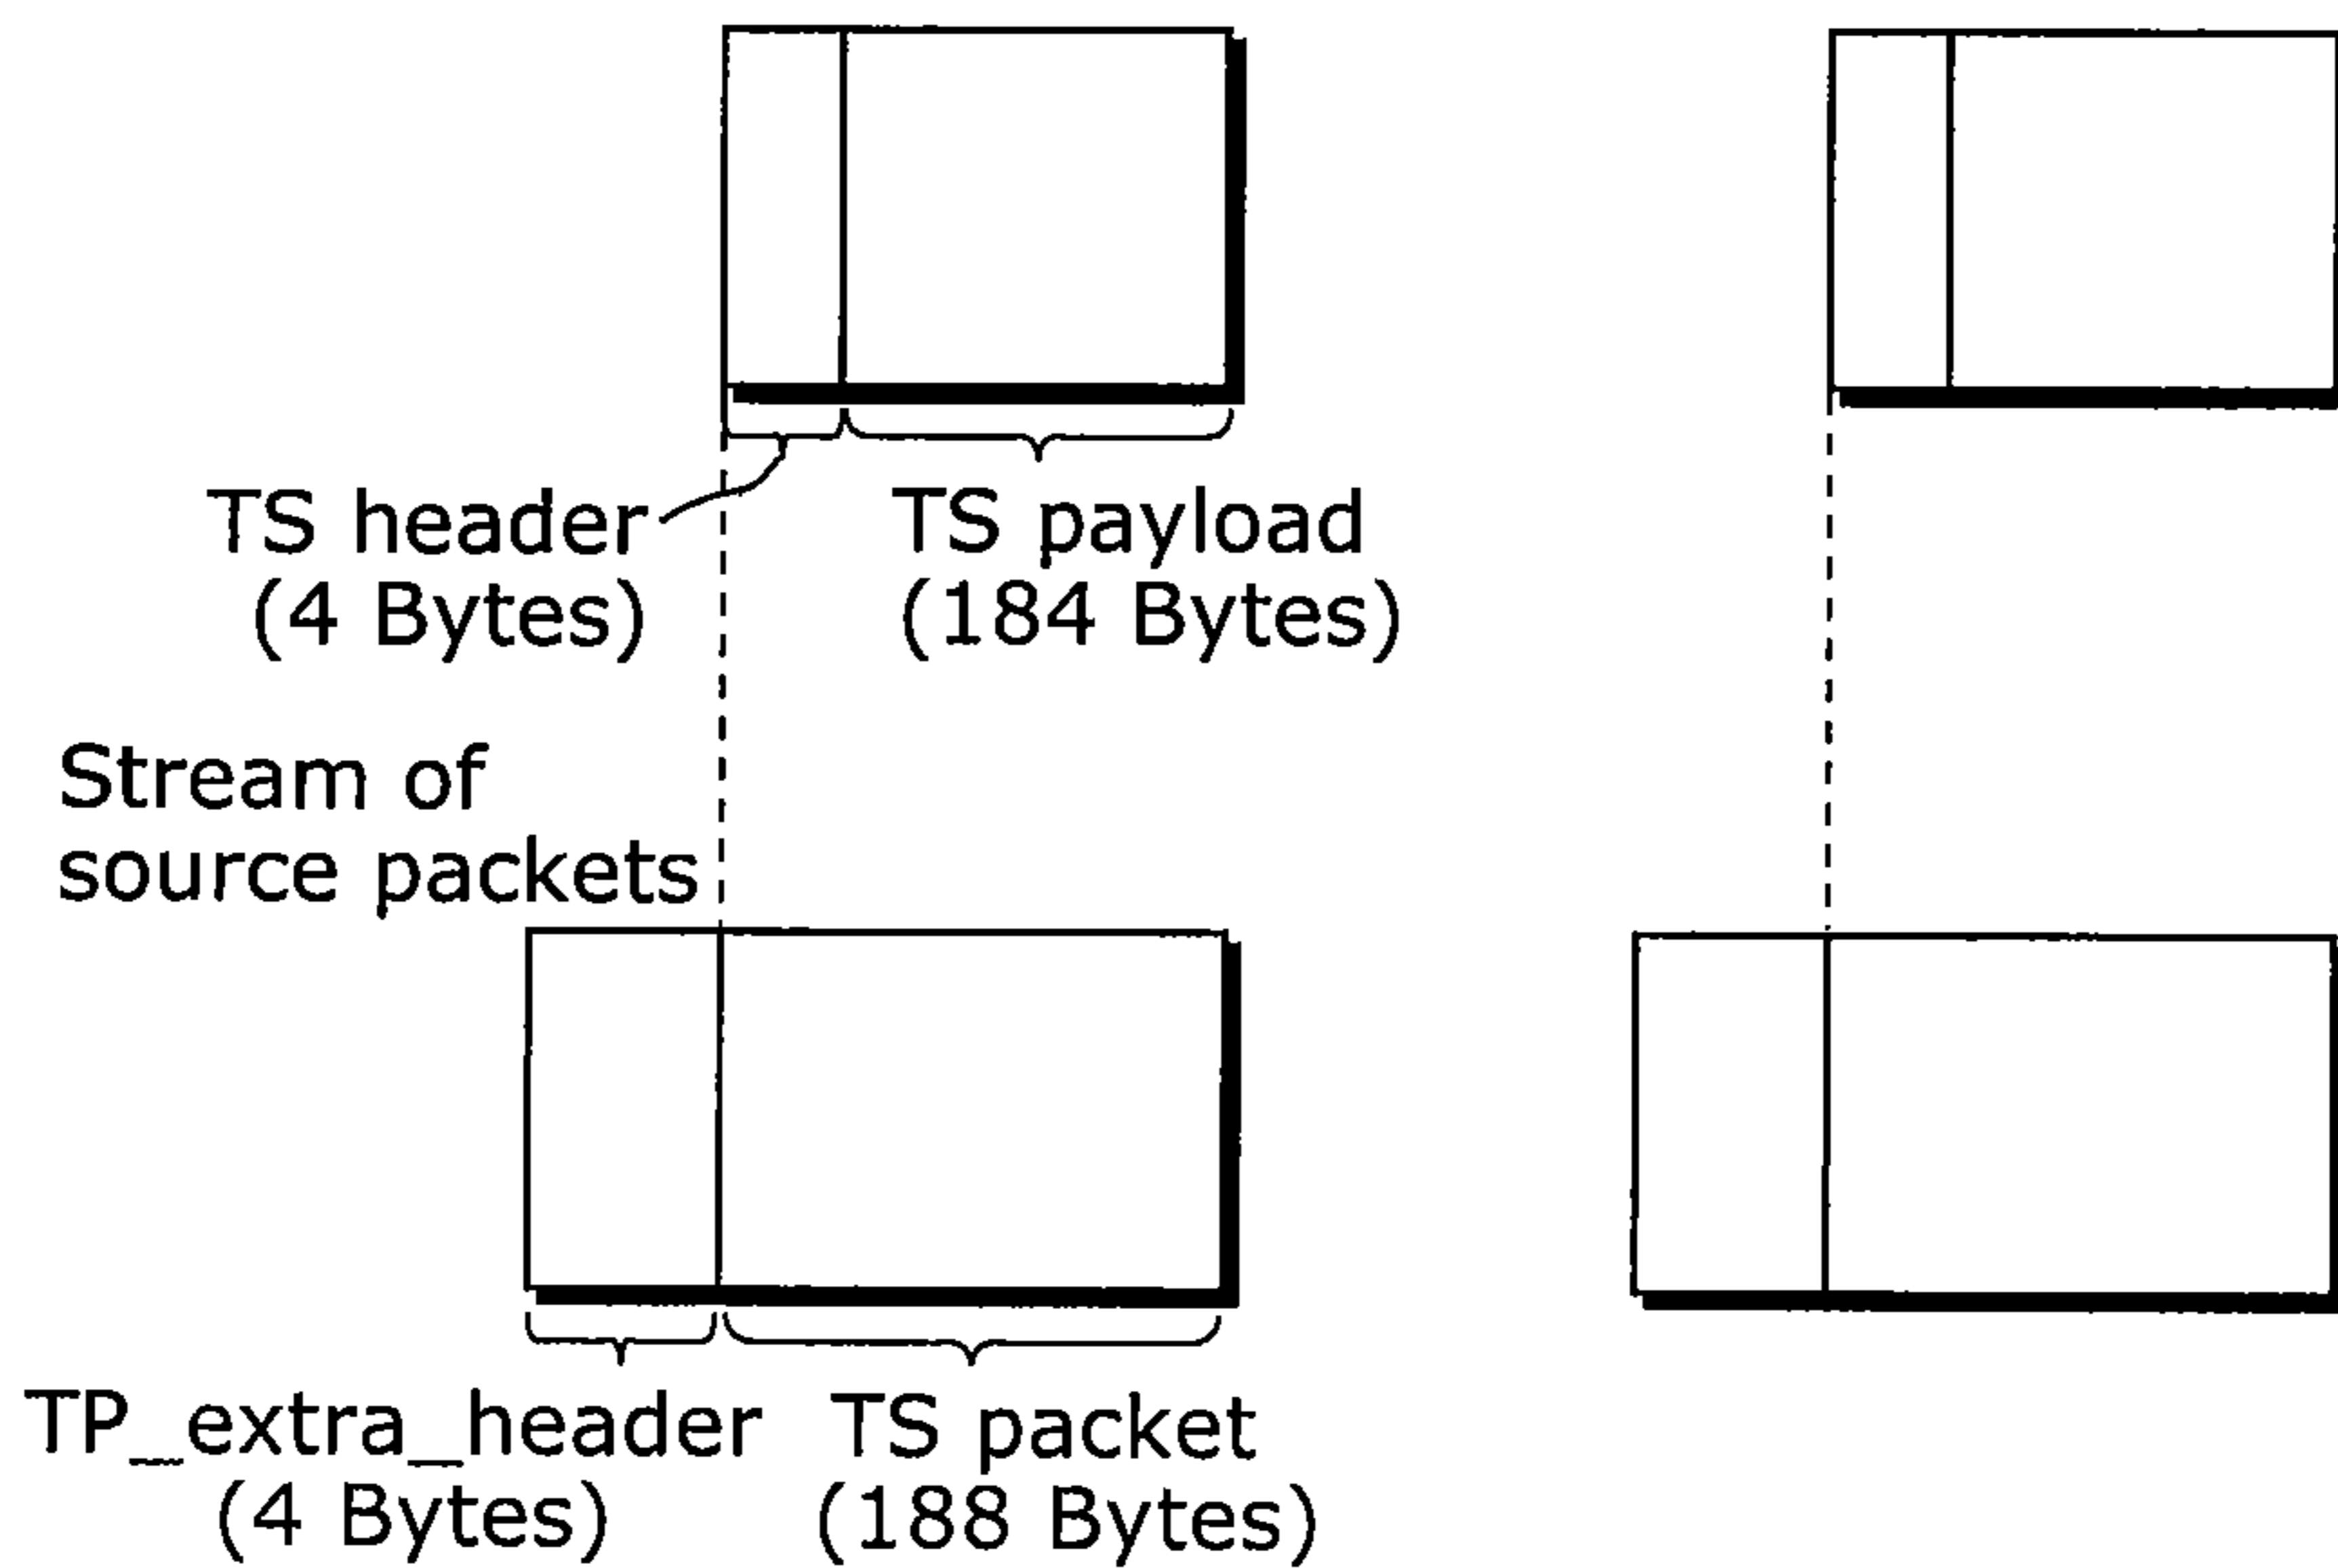 TS header
(4 Bytes)
TS payload
(184 Bytes)
Stream of
source packets
TP_extra_header
(4 Bytes)
TS packet
(188 Bytes)